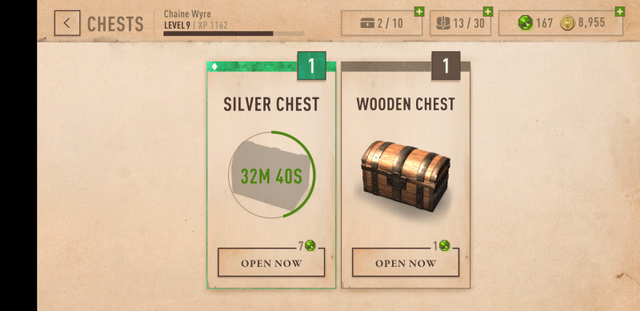 CHESTS
Chaine Wyre
LEVEL 9 | XP 1162
2 / 10
13 / 30
167
8,955
1
SILVER CHEST
32M 40S
7
OPEN NOW
1
WOODEN CHEST
1
OPEN NOW